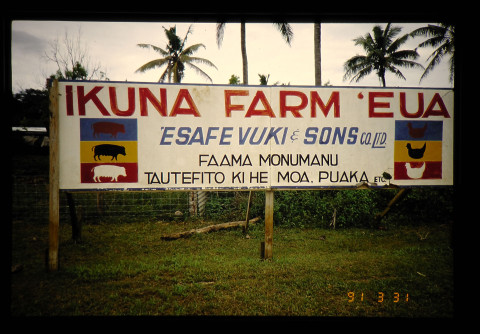 IKUNA FARM 'EUA
'ESAFE VUKI & SONS CO. LTD.
FAAMA MONUMANU
TAUTEFITO KI HE MOA, PUAKA ETC
91 3 31